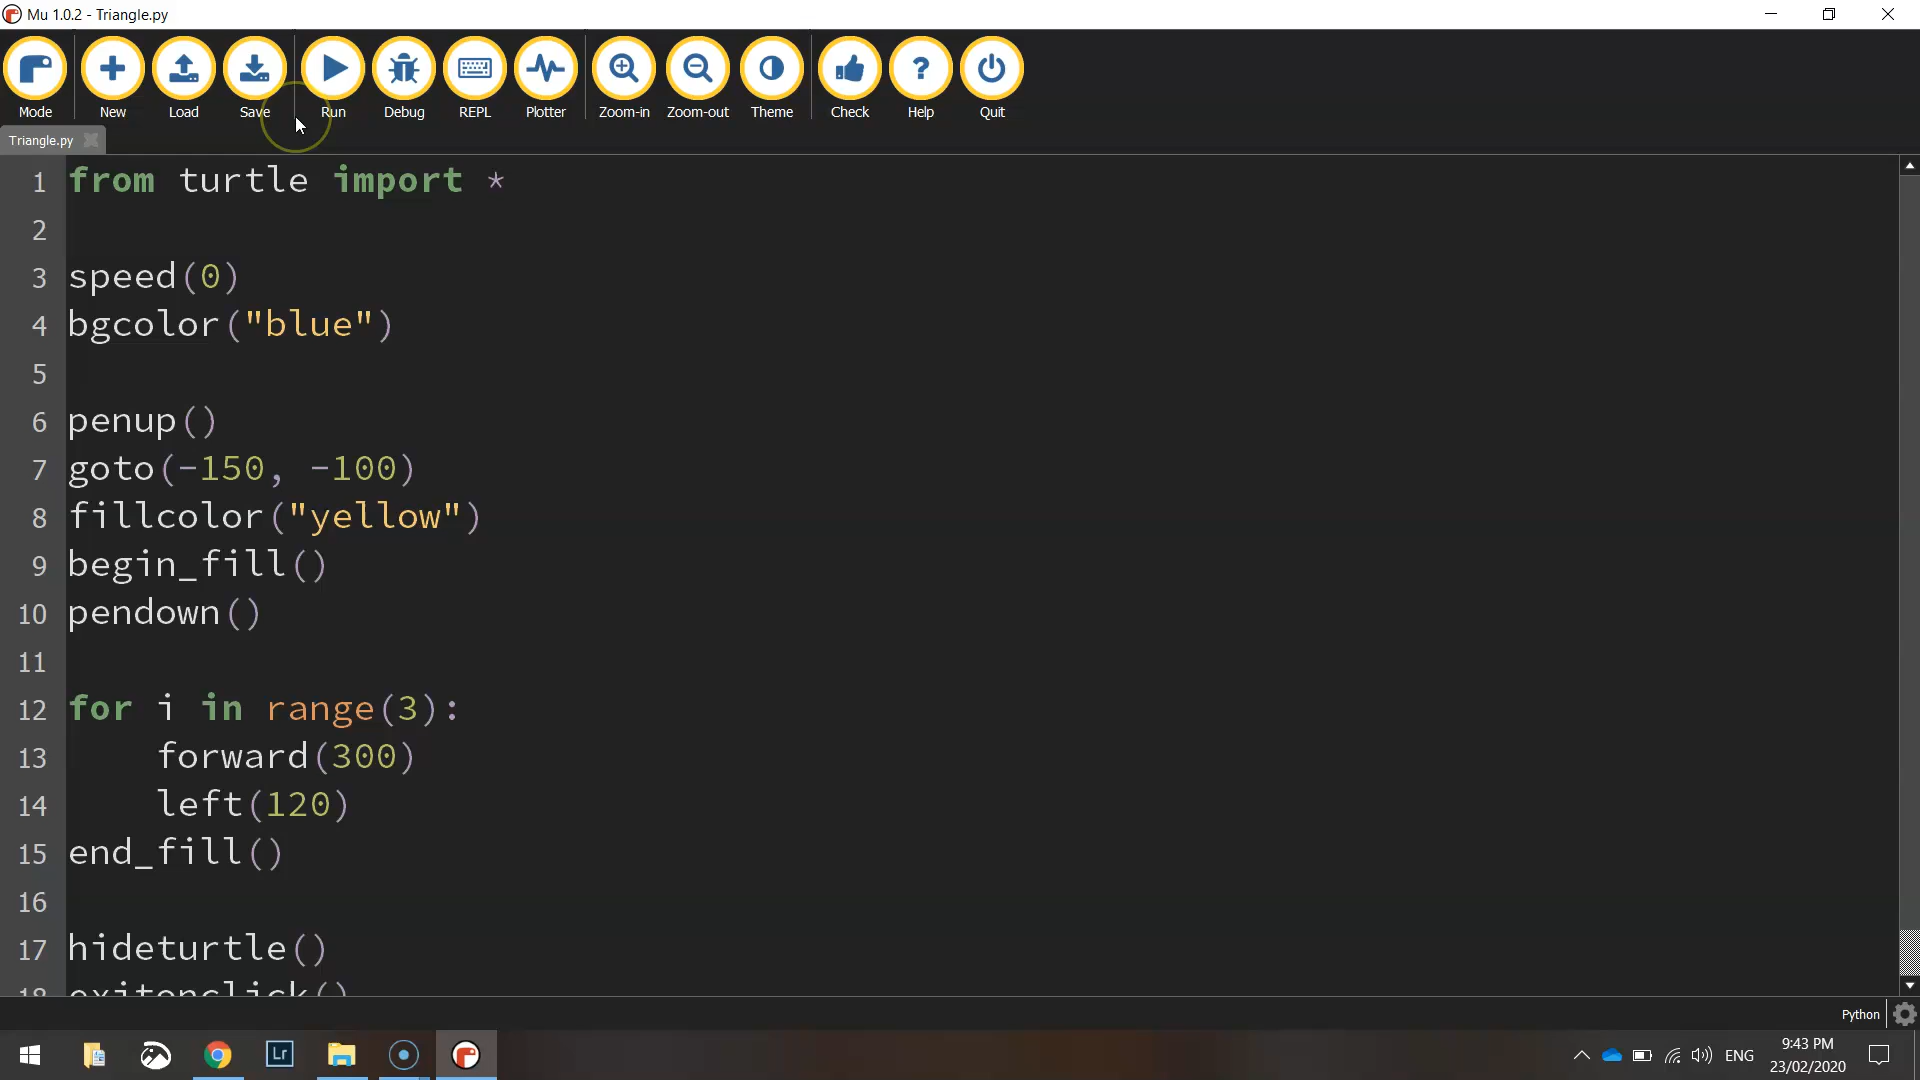 Mu 1.0.2 - Triangle.py
Mode New Load Save Run Debug REPL Plotter Zoom-in Zoom-out Theme Check Help Quit
Triangle.py
1 from turtle import *
2
3 speed(0)
4 bgcolor("blue")
5
6 penup()
7 goto(-150, -100)
8 fillcolor("yellow")
9 begin_fill()
10 pendown()
11
12 for i in range(3):
13     forward(300)
14     left(120)
15 end_fill()
16
17 hideturtle()
18 exitonclick()
Python
Lr
ENG
9:43 PM
23/02/2020